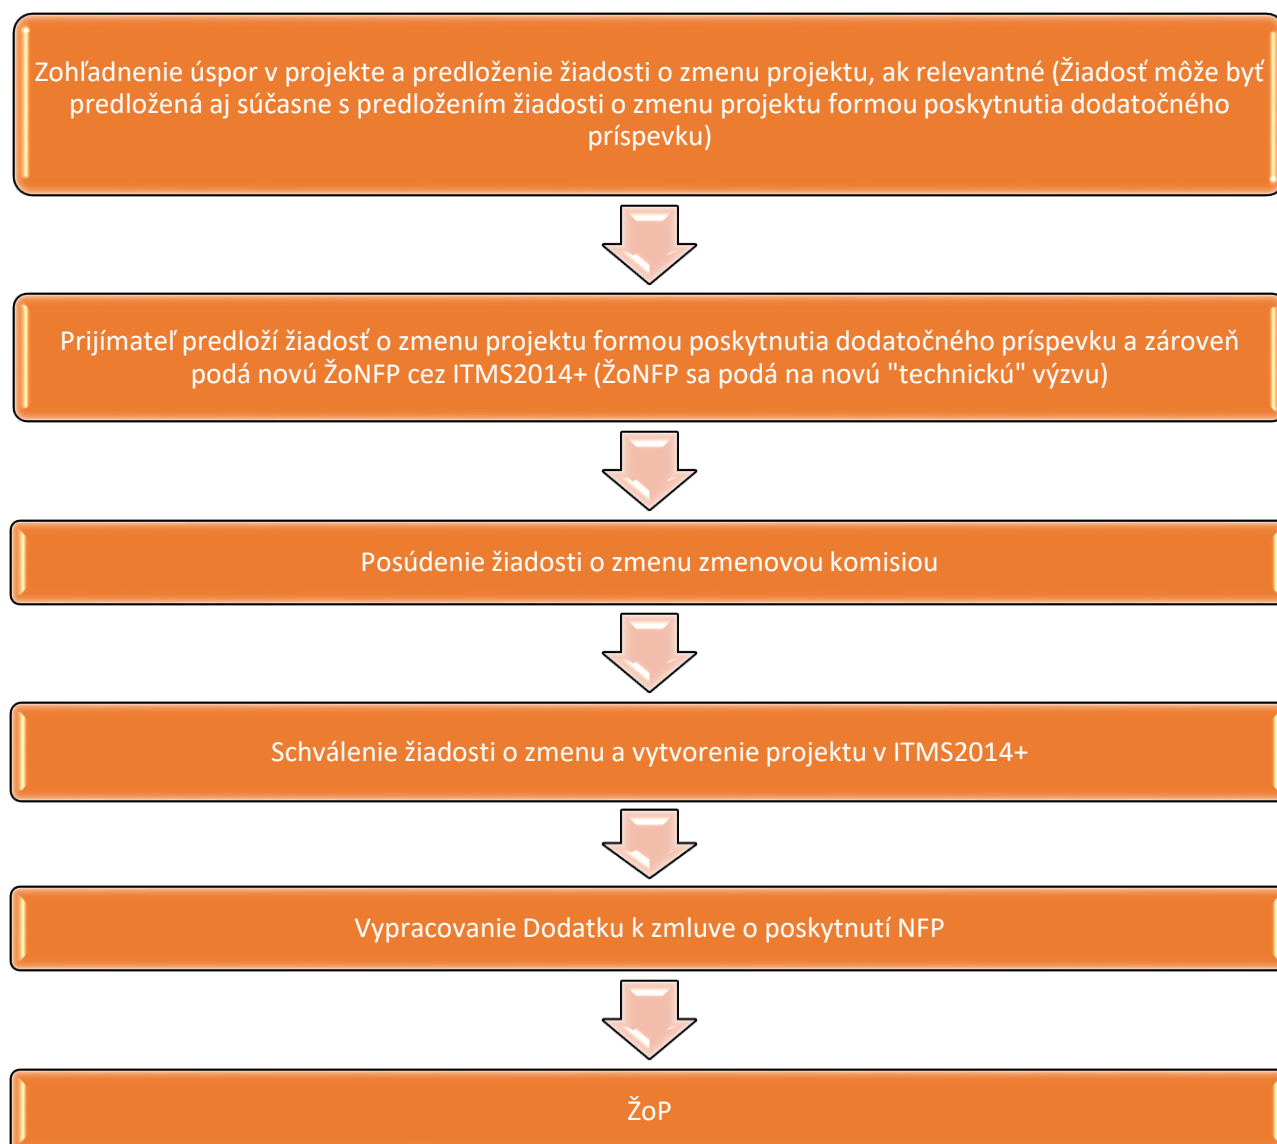 Zohľadnenie úspor v projekte a predloženie žiadosti o zmenu projektu, ak relevantné (Žiadosť môže byť
predložená aj súčasne s predložením žiadosti o zmenu projektu formou poskytnutia dodatočného
príspevku)
Prijímateľ predloží žiadosť o zmenu projektu formou poskytnutia dodatočného príspevku a zároveň
podá novú ŽoNFP cez ITMS2014+ (ŽoNFP sa podá na novú "technickú" výzvu)
Posúdenie žiadosti o zmenu zmenovou komisiou
Schválenie žiadosti o zmenu a vytvorenie projektu v ITMS2014+
Vypracovanie Dodatku k zmluve o poskytnutí NFP
ŽoP